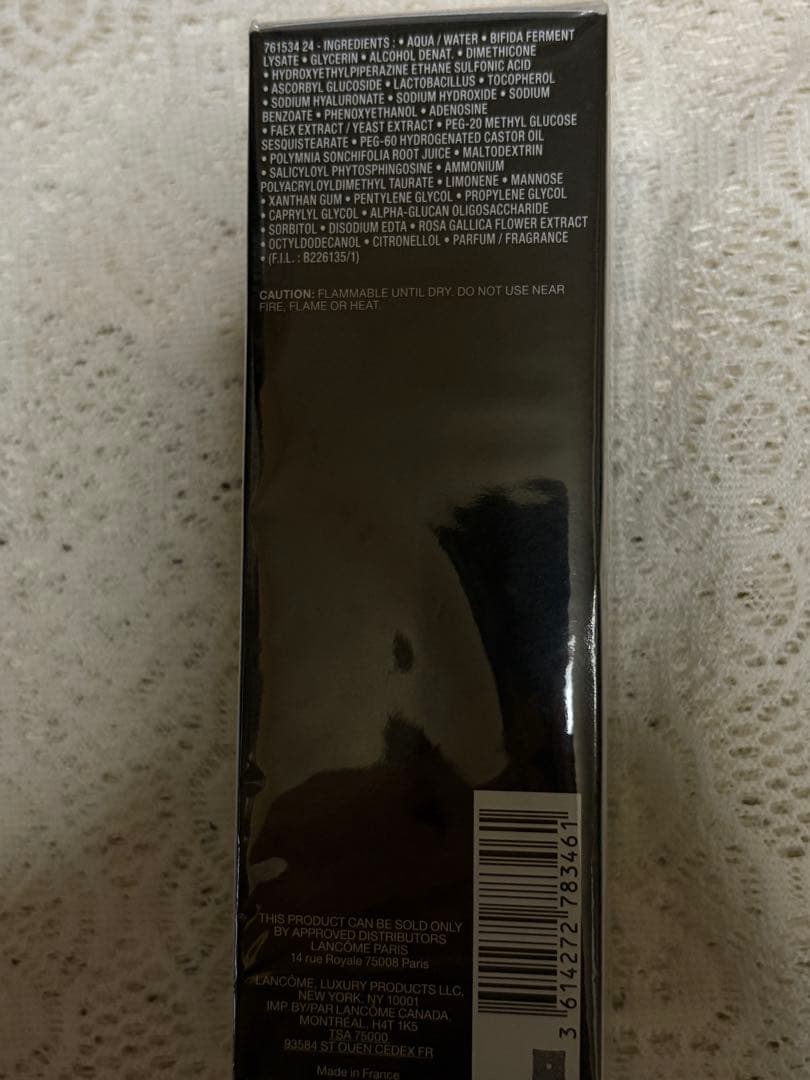 761534 24 - INGREDIENTS : • AQUA / WATER • BIFIDA FERMENT
LYSATE • GLYCERIN • ALCOHOL DENAT. • DIMETHICONE
• HYDROXYETHYLPIPERAZINE ETHANE SULFONIC ACID
• ASCORBYL GLUCOSIDE • LACTOBACILLUS • TOCOPHEROL
• SODIUM HYALURONATE • SODIUM HYDROXIDE • SODIUM
BENZOATE • PHENOXYETHANOL • ADENOSINE
• FAEX EXTRACT / YEAST EXTRACT • PEG-20 METHYL GLUCOSE
SESQUISTEARATE • PEG-60 HYDROGENATED CASTOR OIL
• POLYMNIA SONCHIFOLIA ROOT JUICE • MALTODEXTRIN
• SALICYLOYL PHYTOSPHINGOSINE • AMMONIUM
POLYACRYLOYLDIMETHYL TAURATE • LIMONENE • MANNOSE
• XANTHAN GUM • PENTYLENE GLYCOL • PROPYLENE GLYCOL
• CAPRYLYL GLYCOL • ALPHA-GLUCAN OLIGOSACCHARIDE
• SORBITOL • DISODIUM EDTA • ROSA GALLICA FLOWER EXTRACT
• OCTYLDODECANOL • CITRONELLOL • PARFUM / FRAGRANCE
• (F.I.L. : B226135/1)
CAUTION: FLAMMABLE UNTIL DRY. DO NOT USE NEAR
FIRE, FLAME OR HEAT.
THIS PRODUCT CAN BE SOLD ONLY
BY APPROVED DISTRIBUTORS
LANCÔME PARIS
14 rue Royale 75008 Paris
LANCÔME, LUXURY PRODUCTS LLC,
NEW YORK, NY 10001
IMP BY/PAR LANCÔME CANADA,
MONTRÉAL, H4T 1K5
TSA 75000
93584 ST OUEN CEDEX FR
Made in France
3 614272 783461